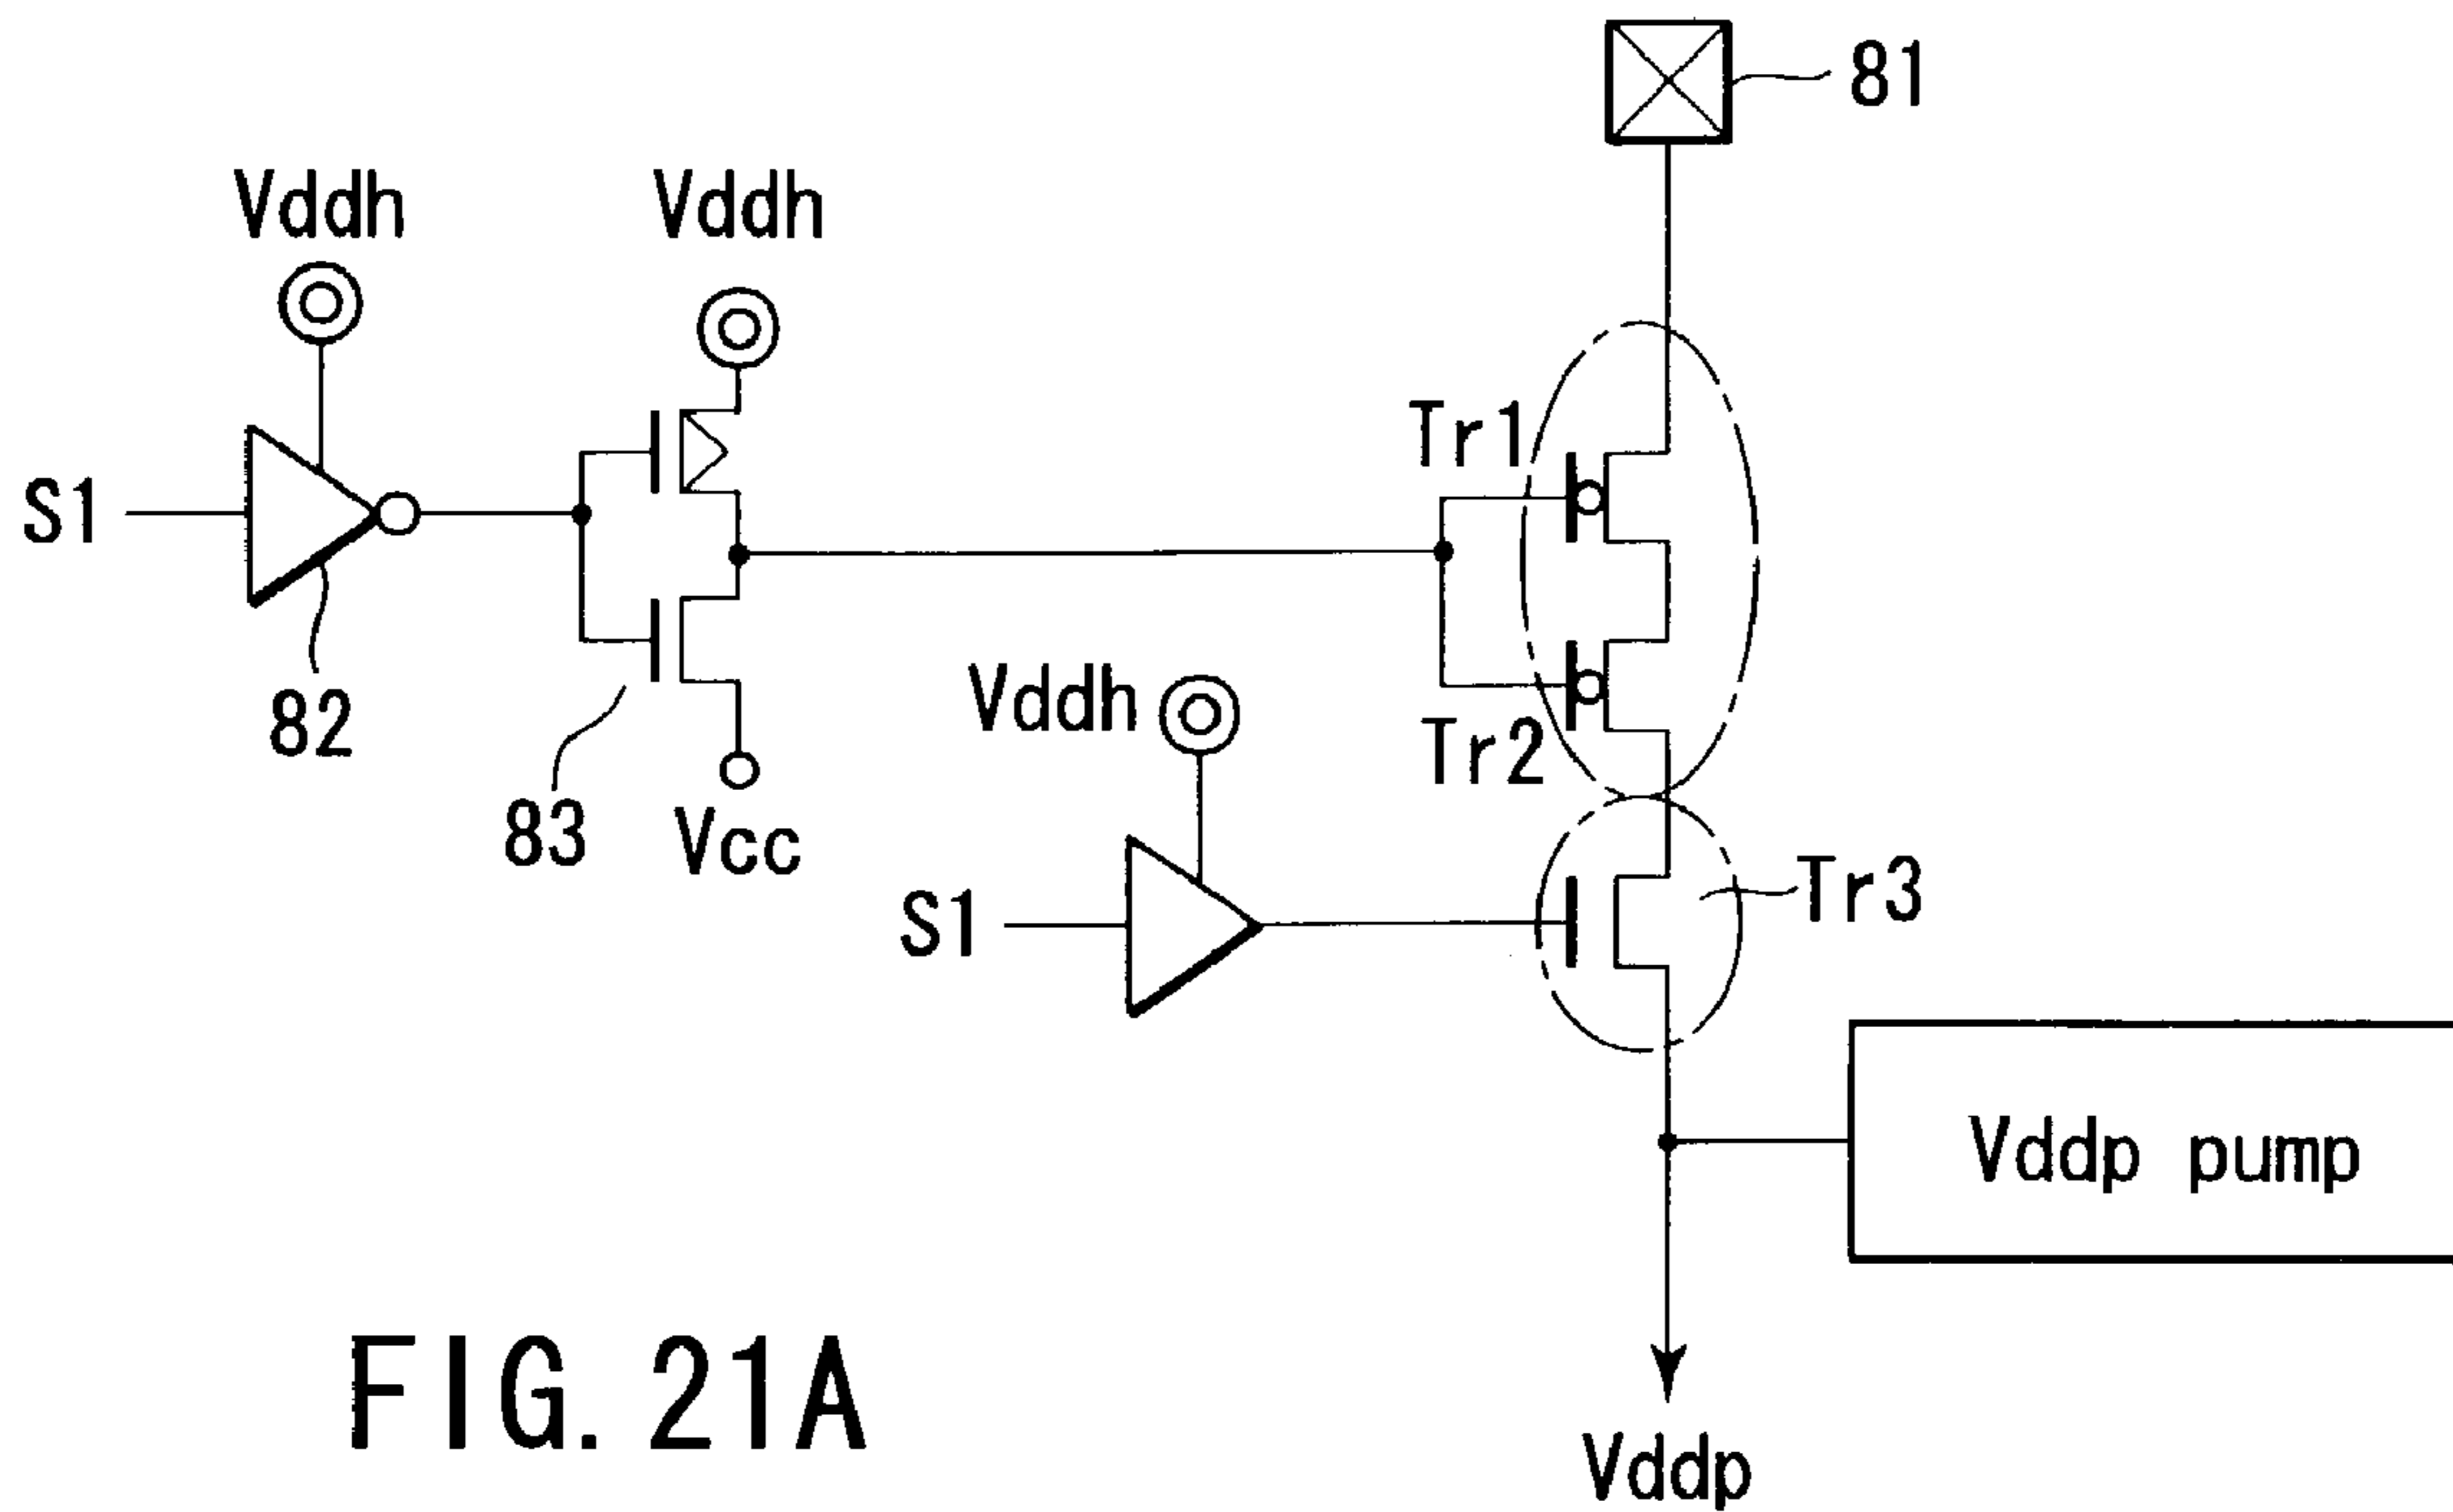 81
Vddh
Vddh
S1
Tr1
82
83
Vcc
Vddh
Tr2
S1
Tr3
Vddp pump
FIG. 21A
Vddp